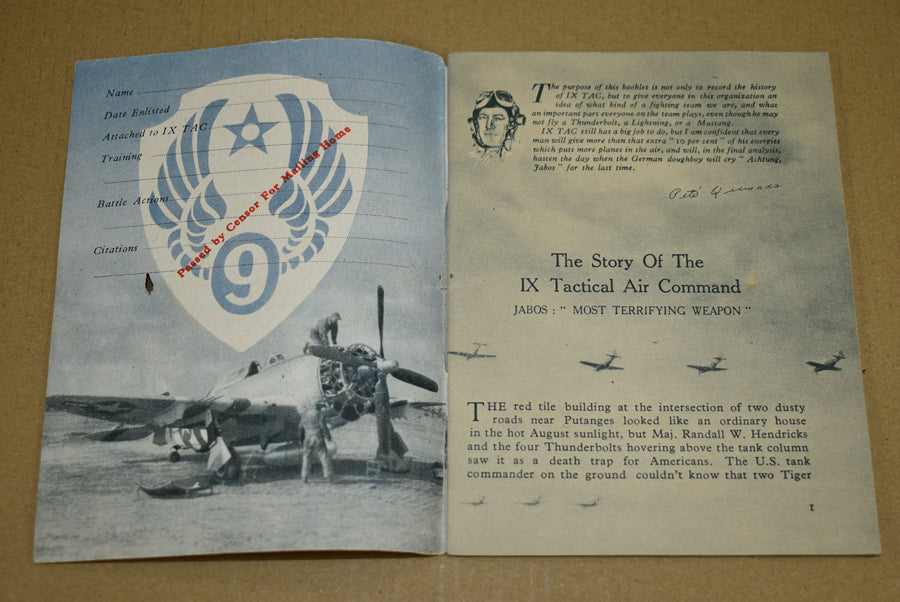 Name
Date Enlisted
Attached to IX TAC
Training
Battle Actions
Citations
Passed by Censor For Mailing Home
9
The purpose of this booklet is not only to record the history
of IX TAC, but to give everyone in this organization an
idea of what kind of a fighting team we are, and what
an important part everyone on the team plays, even though he may
not fly a Thunderbolt, a Lightning, or a Mustang.
IX TAC still has a big job to do, but I am confident that every
man will give more than that extra " 10 per cent " of his energies
which puts more planes in the air, and will, in the final analysis,
hasten the day when the German doughboy will cry " Achtung,
Jabos " for the last time.
Pete Quesada
The Story Of The
IX Tactical Air Command
JABOS : " MOST TERRIFYING WEAPON "
THE red tile building at the intersection of two dusty
roads near Putanges looked like an ordinary house
in the hot August sunlight, but Maj. Randall W. Hendricks
and the four Thunderbolts hovering above the tank column
saw it as a death trap for Americans. The U.S. tank
commander on the ground couldn't know that two Tiger
1